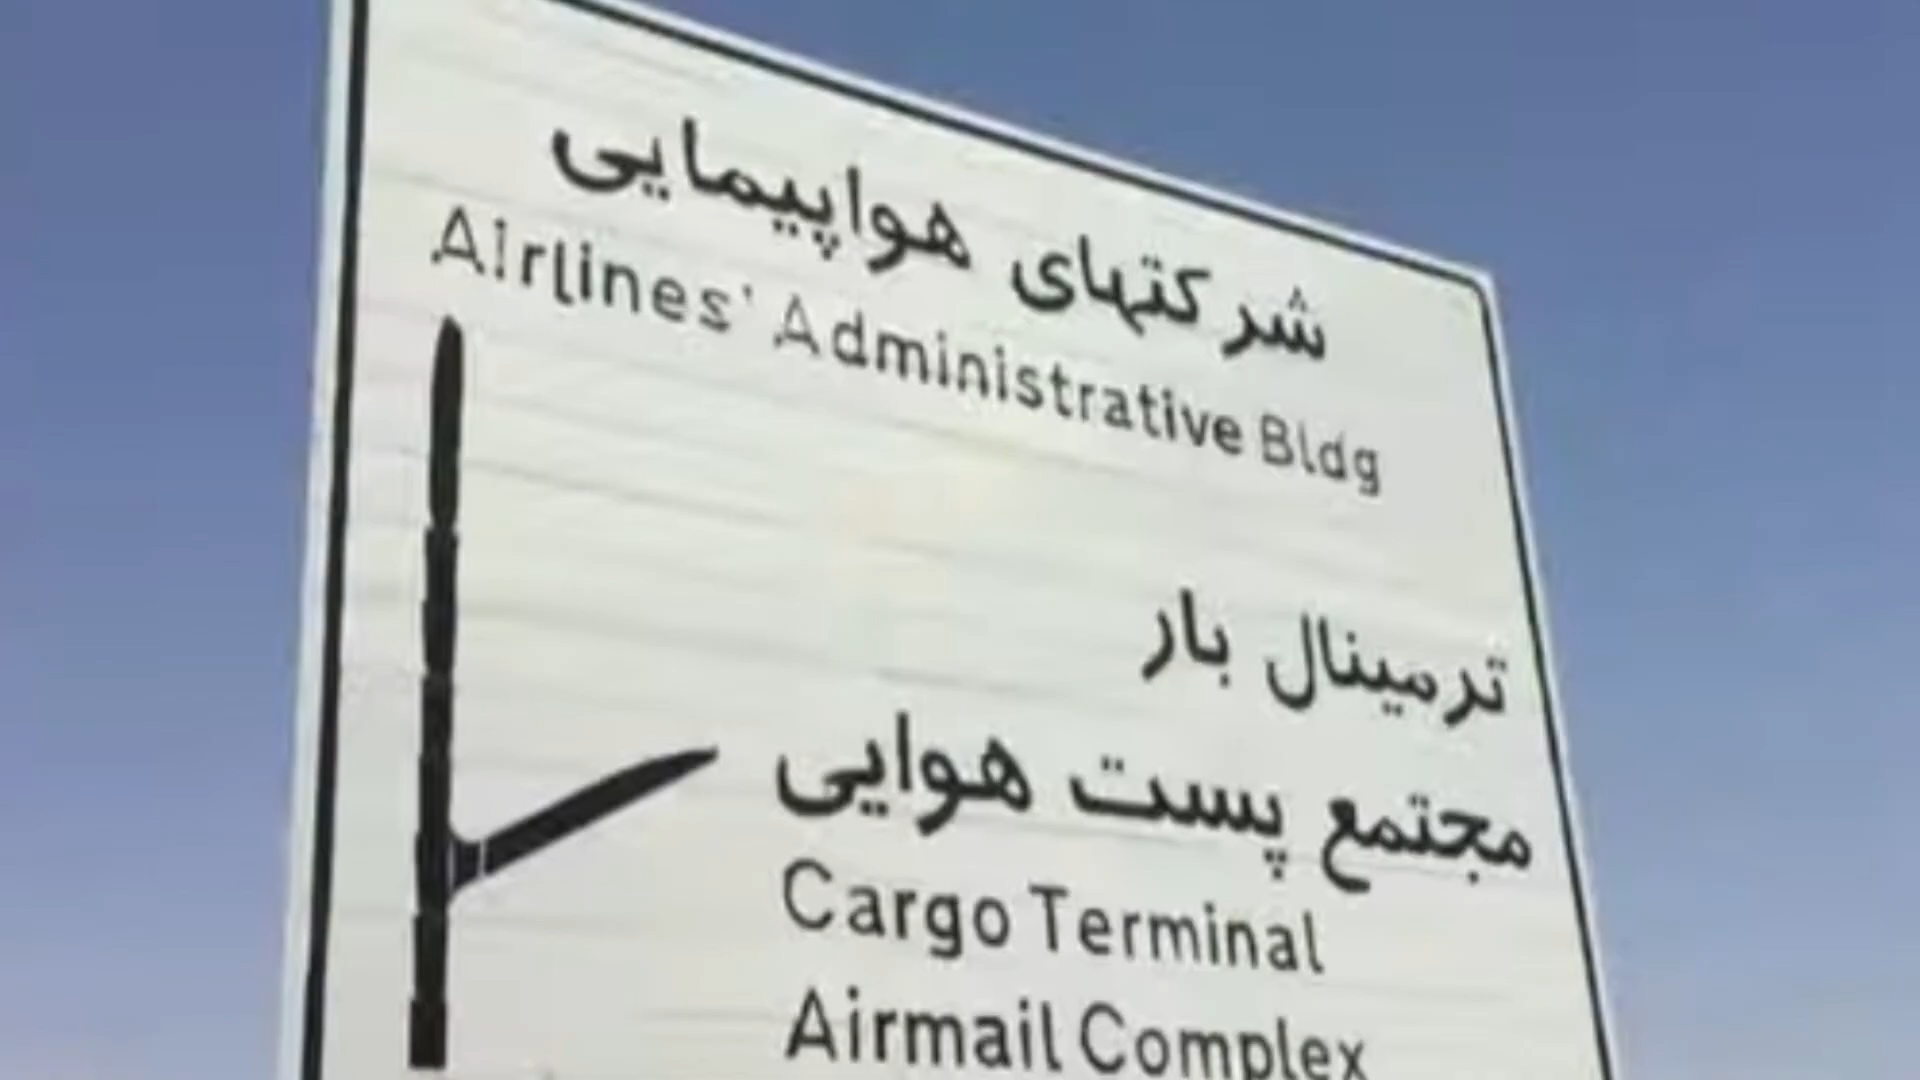 شرکتهای هواپیمایی
Airlines' Administrative Bldg
ترمینال بار
مجتمع پست هوایی
Cargo Terminal
Airmail Complex